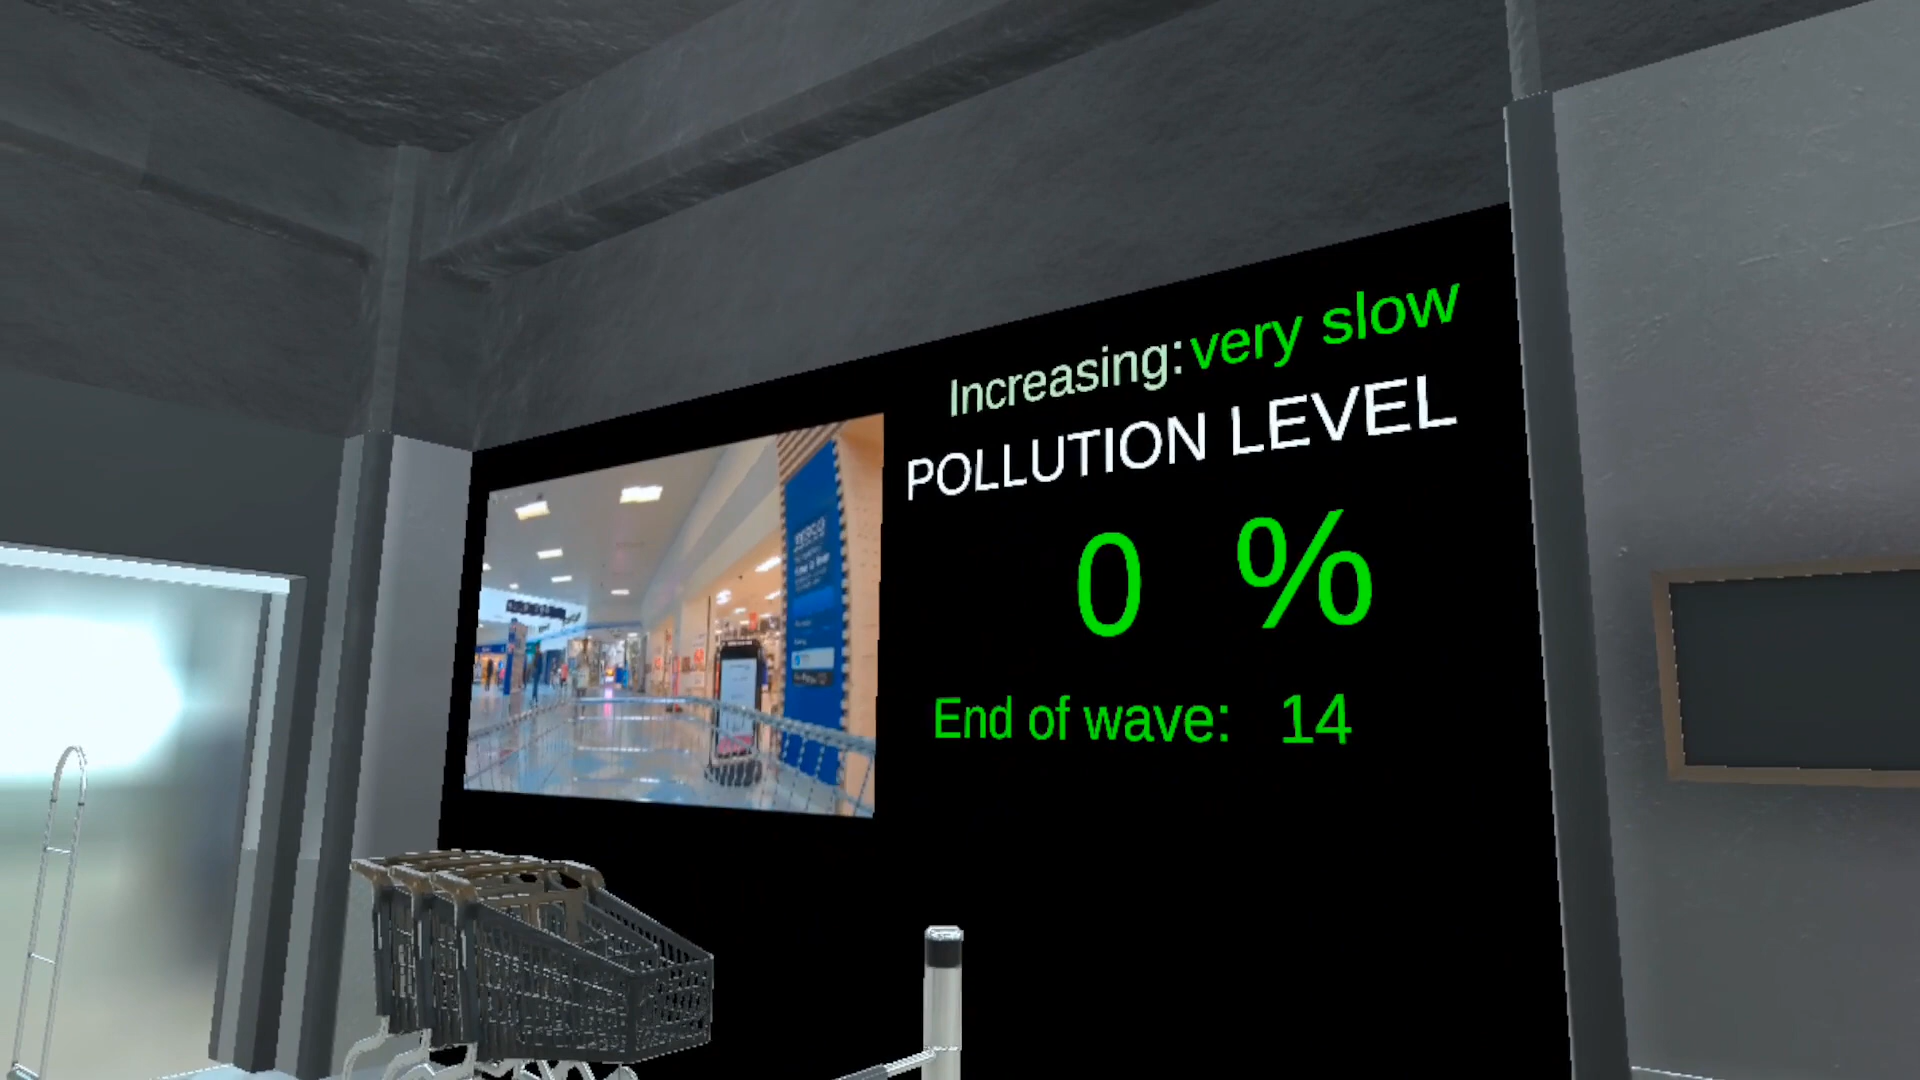 Increasing: very slow
POLLUTION LEVEL
0 %
End of wave: 14